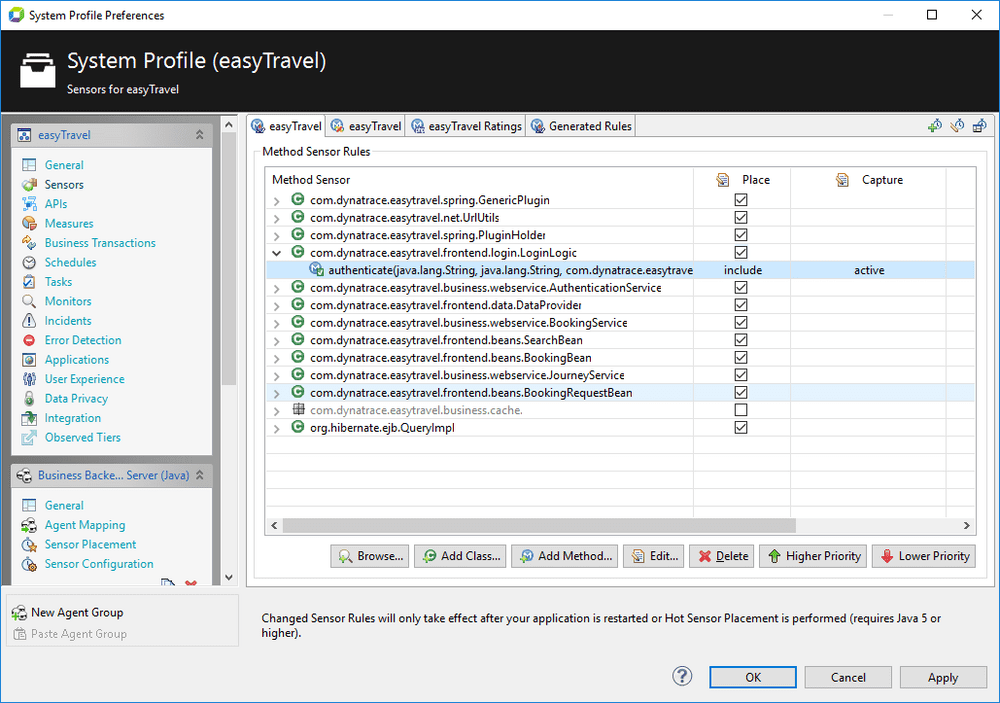 System Profile Preferences
System Profile (easyTravel)
Sensors for easyTravel
easyTravel
General
Sensors
APIs
Measures
Business Transactions
Schedules
Tasks
Monitors
Incidents
Error Detection
Applications
User Experience
Data Privacy
Integration
Observed Tiers
Business Backe... Server (Java)
General
Agent Mapping
Sensor Placement
Sensor Configuration
New Agent Group
Paste Agent Group
easyTravel easyTravel easyTravel Ratings Generated Rules
Method Sensor Rules
Method Sensor Place Capture
com.dynatrace.easytravel.spring.GenericPlugin
com.dynatrace.easytravel.net.UrlUtils
com.dynatrace.easytravel.spring.PluginHolder
com.dynatrace.easytravel.frontend.login.LoginLogic
authenticate(java.lang.String, java.lang.String, com.dynatrace.easytrave include active
com.dynatrace.easytravel.business.webservice.AuthenticationService
com.dynatrace.easytravel.frontend.data.DataProvider
com.dynatrace.easytravel.business.webservice.BookingService
com.dynatrace.easytravel.frontend.beans.SearchBean
com.dynatrace.easytravel.frontend.beans.BookingBean
com.dynatrace.easytravel.business.webservice.JourneyService
com.dynatrace.easytravel.frontend.beans.BookingRequestBean
com.dynatrace.easytravel.business.cache.
org.hibernate.ejb.QueryImpl
Browse... Add Class... Add Method... Edit... Delete Higher Priority Lower Priority
Changed Sensor Rules will only take effect after your application is restarted or Hot Sensor Placement is performed (requires Java 5 or
higher).
? OK Cancel Apply